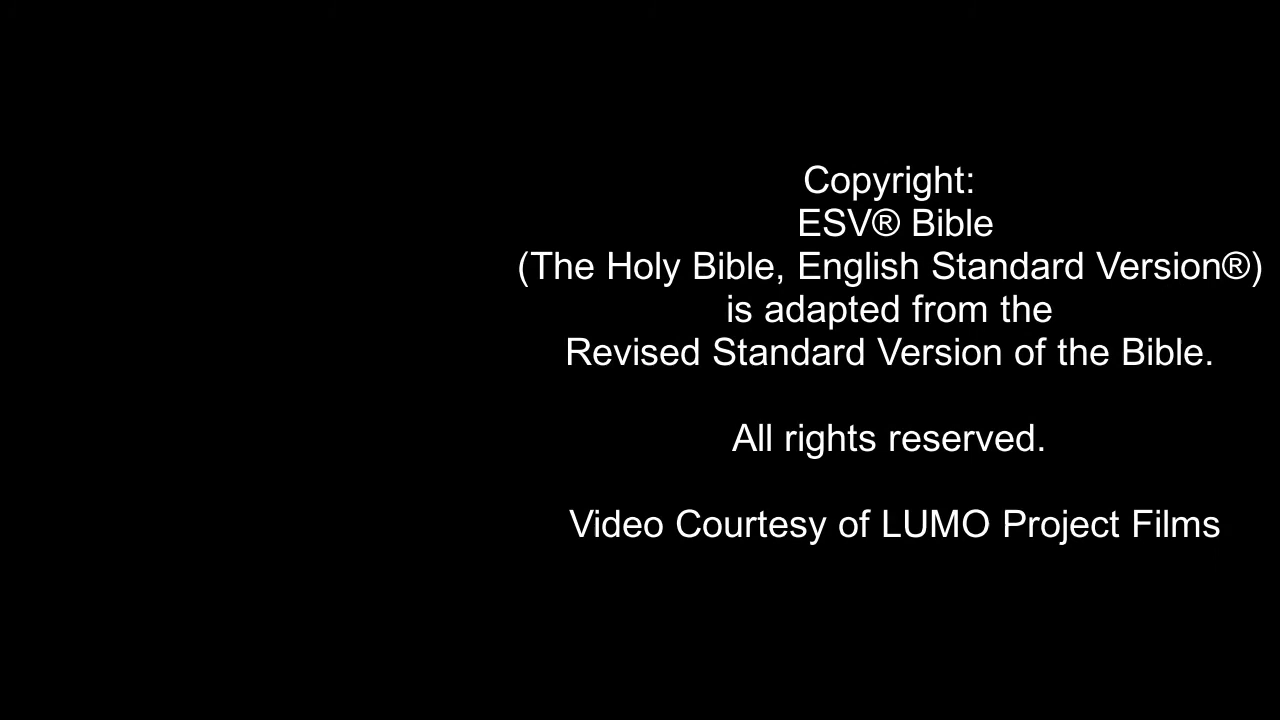 Copyright:
ESV® Bible
(The Holy Bible, English Standard Version®)
is adapted from the
Revised Standard Version of the Bible.
All rights reserved.
Video Courtesy of LUMO Project Films